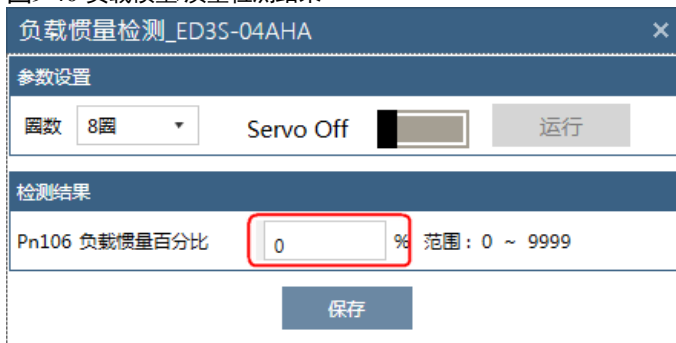 负载惯量检测_ED3S-04AHA ×
参数设置
圈数 8圈 Servo Off 运行
检测结果
Pn106 负载惯量百分比 0 % 范围：0 ~ 9999
保存